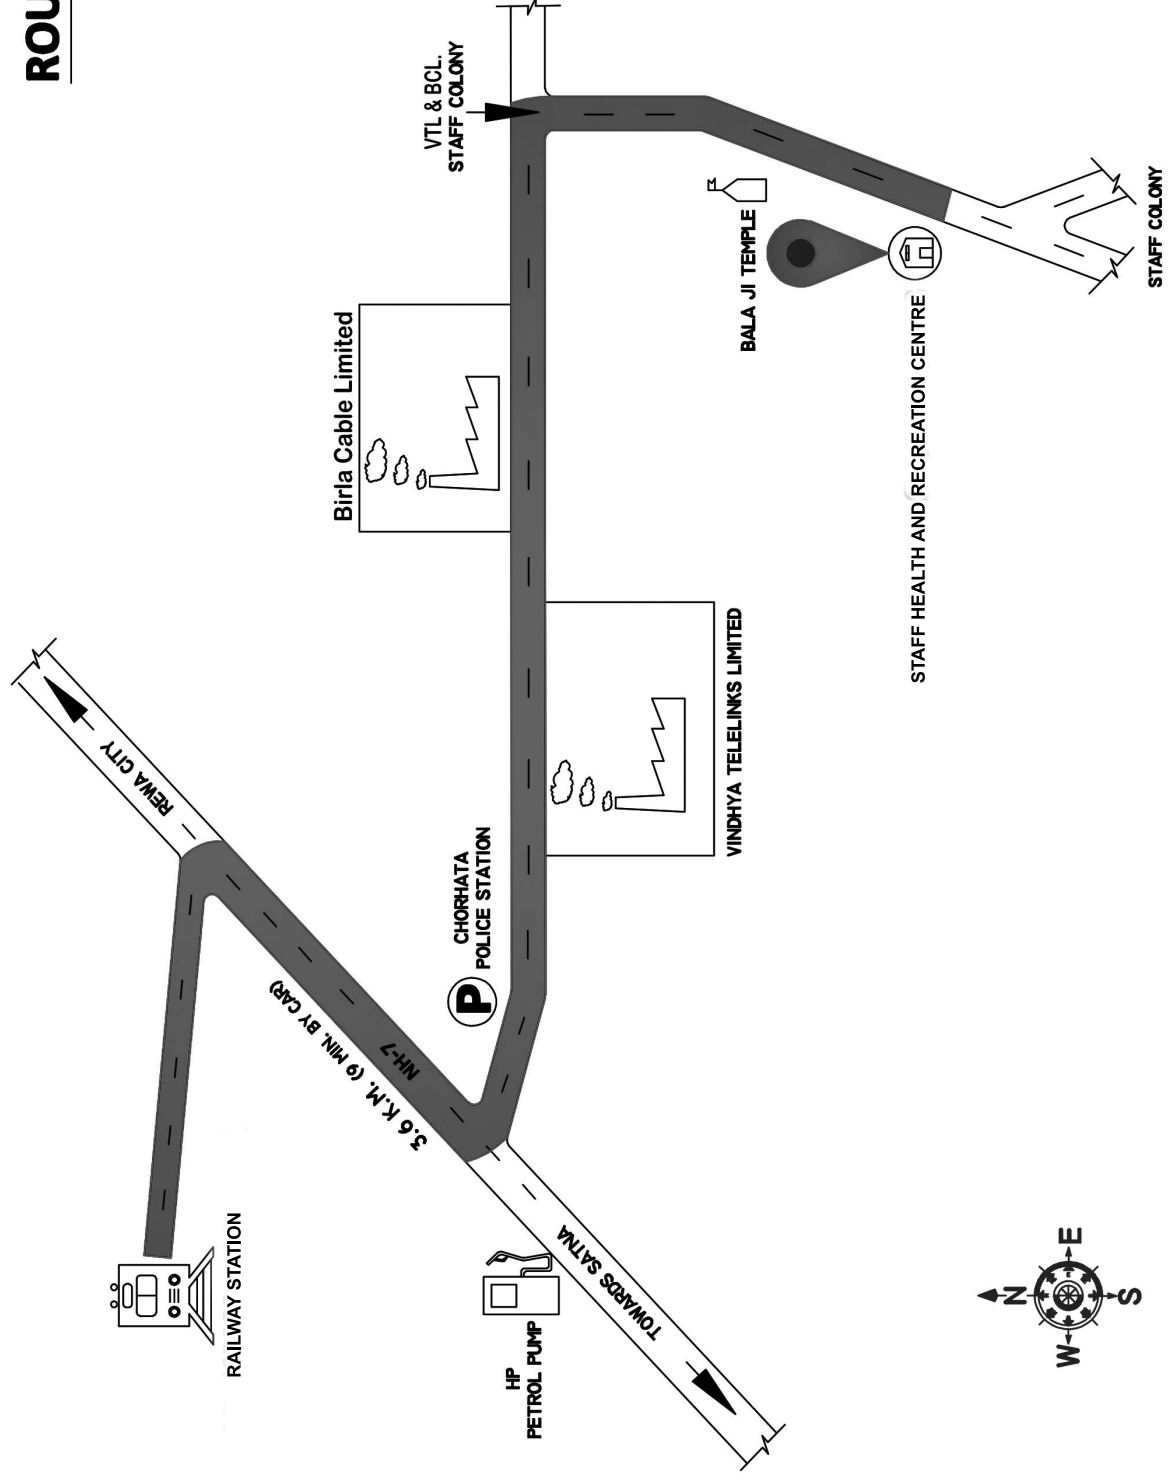 ROU
RAILWAY STATION
REWA CITY
3.6 K.M. (9 MIN. BY CAR)
NH-7
HP
PETROL PUMP
TOWARDS SATNA
P
CHORHATA
POLICE STATION
Birla Cable Limited
VTL & BCL.
STAFF COLONY
VINDHYA TELELINKS LIMITED
BALA JI TEMPLE
STAFF HEALTH AND RECREATION CENTRE
STAFF COLONY
N
W
E
S